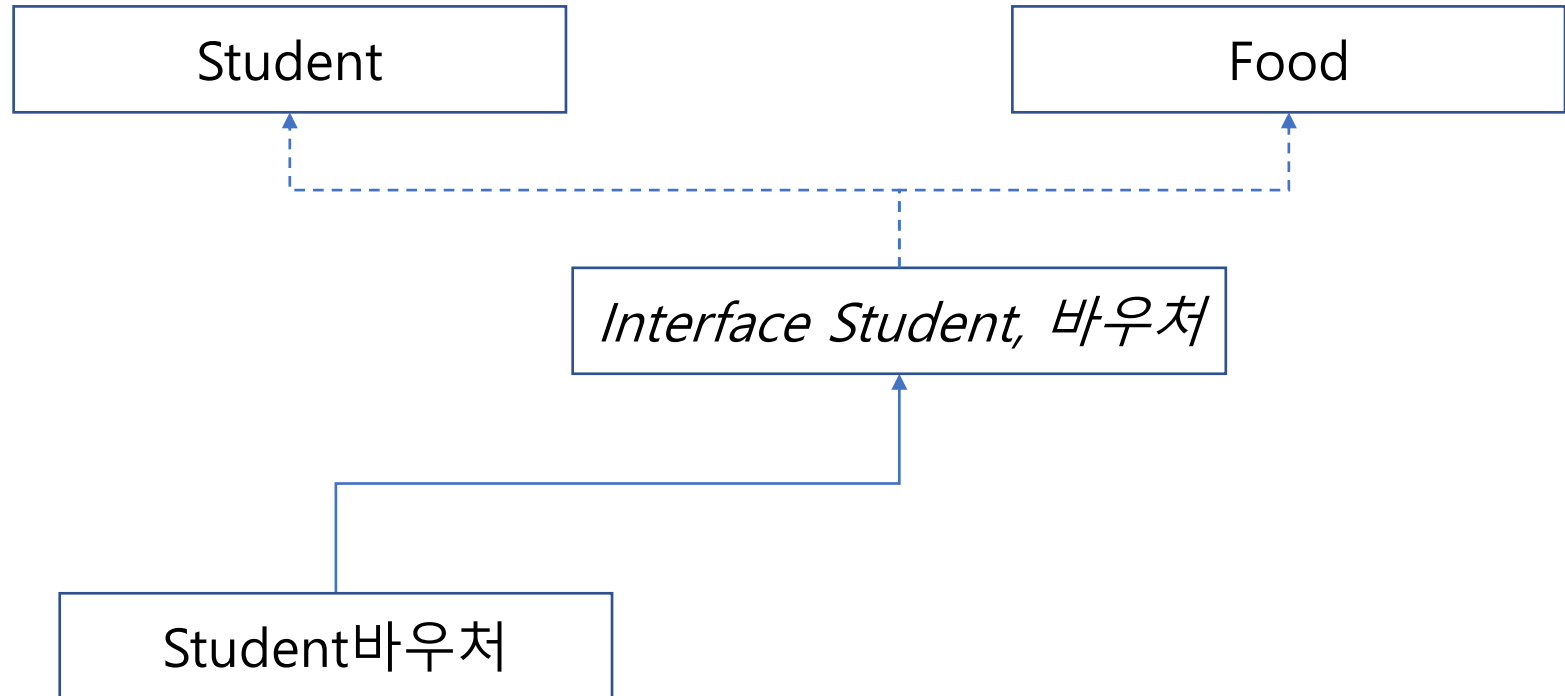 Student
Food
Interface Student, 바우처
Student바우처